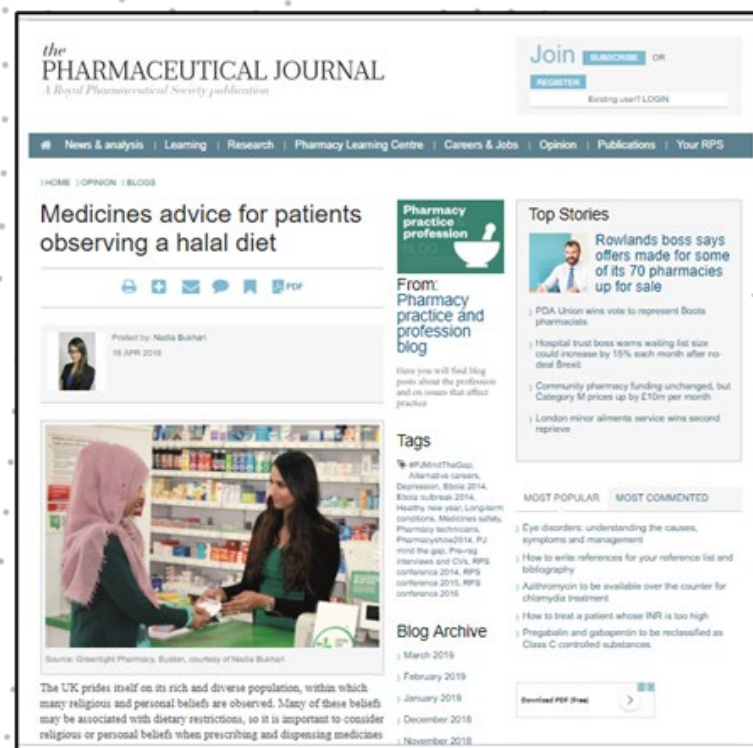 the
PHARMACEUTICAL JOURNAL
A Royal Pharmaceutical Society publication
Join SUBSCRIBE OR
REGISTER
Existing user? LOGIN
News & analysis | Learning | Research | Pharmacy Learning Centre | Careers & Jobs | Opinion | Publications | Your RPS
HOME OPINION BLOGS
Medicines advice for patients
observing a halal diet
PDF
Posted by: Nadia Bukhari
18 APR 2018
Source: Greenlight Pharmacy, Euston, courtesy of Nadia Bukhari
The UK prides itself on its rich and diverse population, within which
many religious and personal beliefs are observed. Many of these beliefs
may be associated with dietary restrictions, so it is important to consider
religious or personal beliefs when prescribing and dispensing medicines
Pharmacy
practice
profession
BLOG
From:
Pharmacy
practice and
profession
blog
Here you will find blog
posts about the profession
and on issues that affect
practice
Tags
#PJMindTheGap,
Alternative careers,
Depression, Ebola 2014,
Ebola outbreak 2014,
Healthy new year, Long-term
conditions, Medicines safety,
Pharmacy technicians,
Pharmacyshow2014, PJ
mind the gap, Pre-reg
interviews and CVs, RPS
conference 2014, RPS
conference 2015, RPS
conference 2016
Blog Archive
March 2019
February 2019
January 2019
December 2018
November 2018
Top Stories
Rowlands boss says
offers made for some
of its 70 pharmacies
up for sale
PDA Union wins vote to represent Boots
pharmacists
Hospital trust boss warns waiting list size
could increase by 15% each month after no-
deal Brexit
Community pharmacy funding unchanged, but
Category M prices up by £10m per month
London minor ailments service wins second
reprieve
MOST POPULAR MOST COMMENTED
Eye disorders: understanding the causes,
symptoms and management
How to write references for your reference list and
bibliography
Azithromycin to be available over the counter for
chlamydia treatment
How to treat a patient whose INR is too high
Pregabalin and gabapentin to be reclassified as
Class C controlled substances
Download PDF (Free)